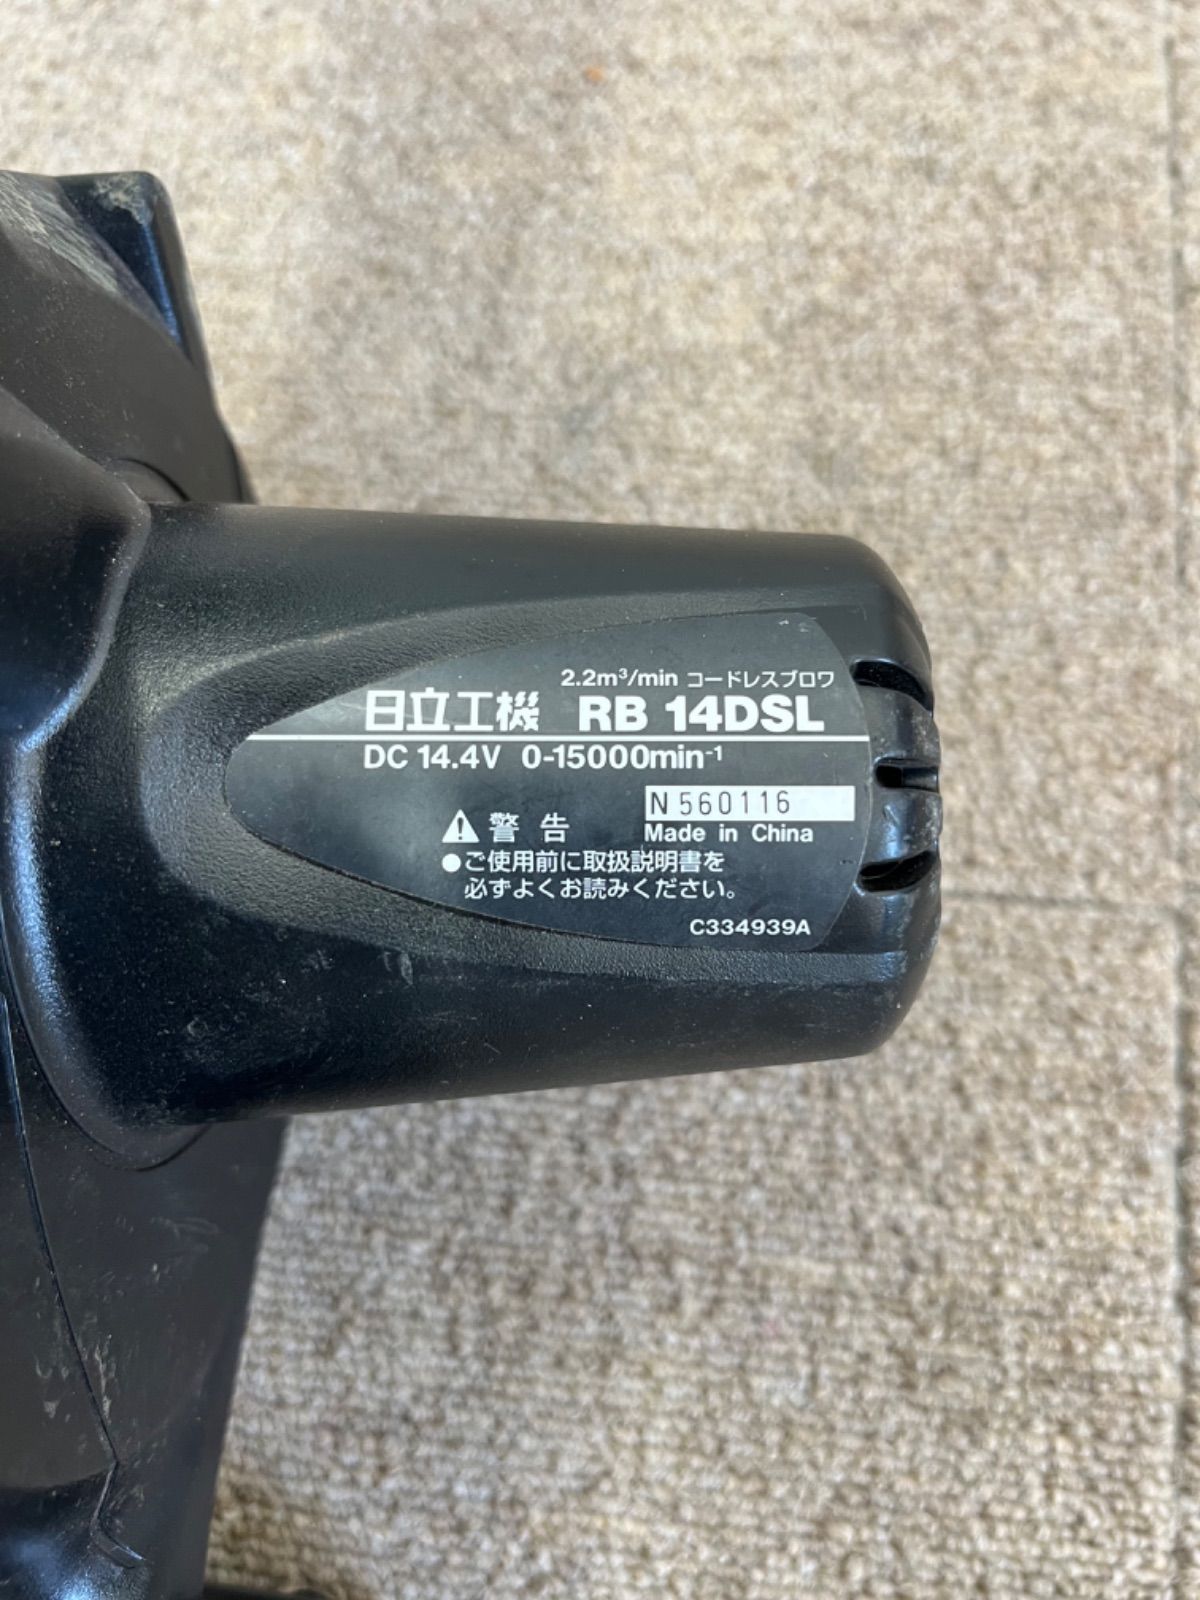 2.2m³/min コードレスブロワ
日立工機 RB 14DSL
DC 14.4V 0-15000min⁻¹
N 560116
警告 Made in China
●ご使用前に取扱説明書を
必ずよくお読みください。
C334939A